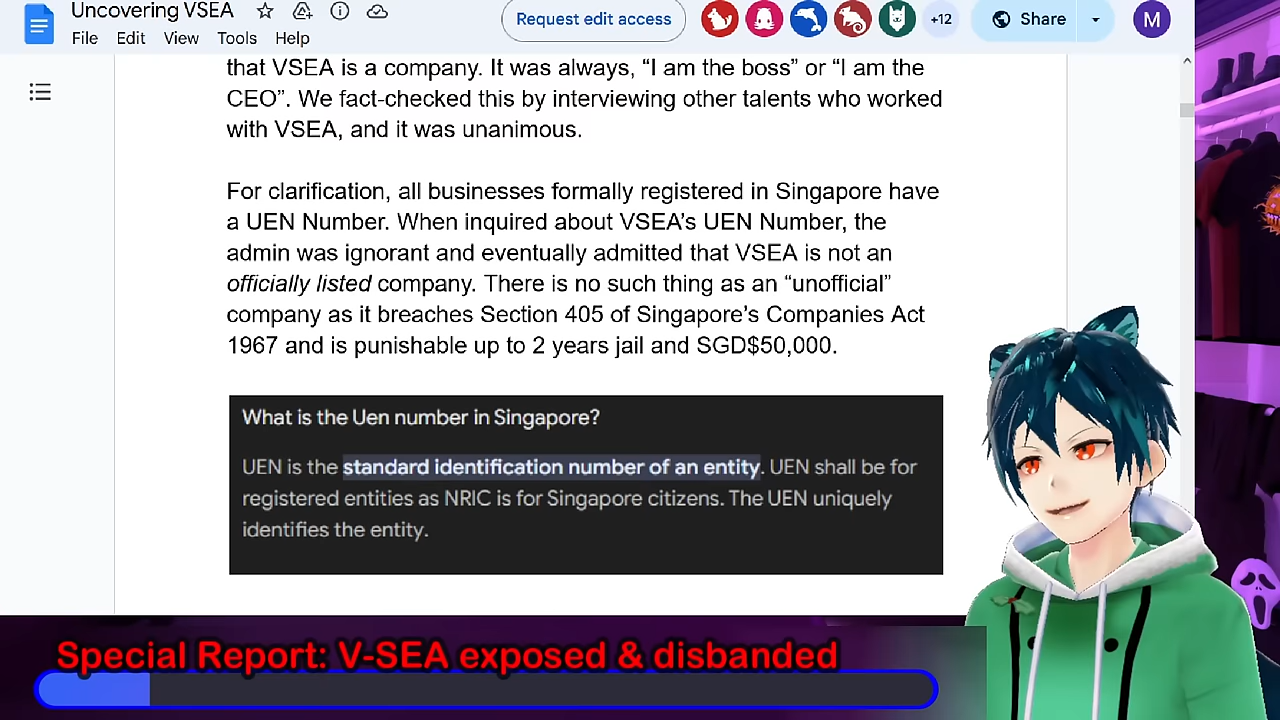 Uncovering VSEA
File Edit View Tools Help
Request edit access
+12
Share
M
that VSEA is a company. It was always, “I am the boss” or “I am the
CEO”. We fact-checked this by interviewing other talents who worked
with VSEA, and it was unanimous.
For clarification, all businesses formally registered in Singapore have
a UEN Number. When inquired about VSEA’s UEN Number, the
admin was ignorant and eventually admitted that VSEA is not an
officially listed company. There is no such thing as an “unofficial”
company as it breaches Section 405 of Singapore’s Companies Act
1967 and is punishable up to 2 years jail and SGD$50,000.
What is the Uen number in Singapore?
UEN is the standard identification number of an entity. UEN shall be for
registered entities as NRIC is for Singapore citizens. The UEN uniquely
identifies the entity.
Special Report: V-SEA exposed & disbanded